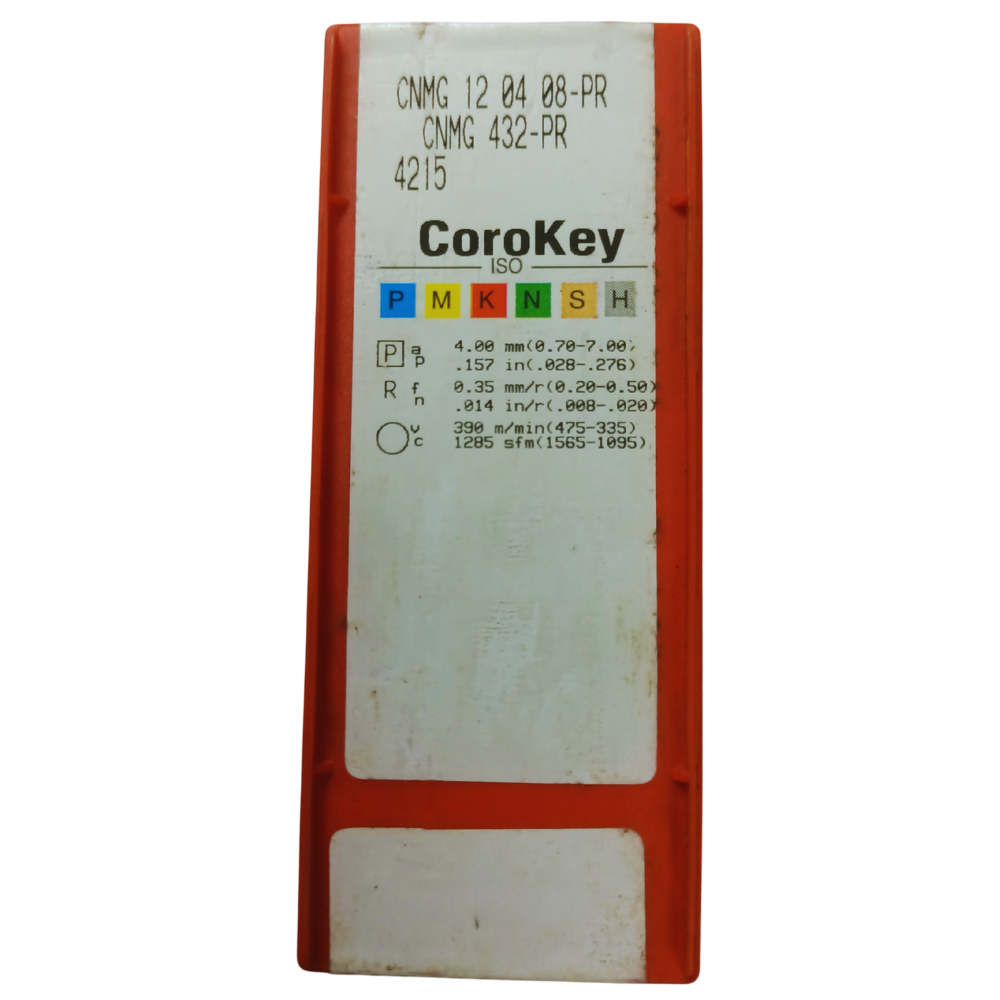 CNMG 12 04 08-PR
CNMG 432-PR
4215
CoroKey
ISO
P M K N S H
P ap 4.00 mm(0.70-7.00)
.157 in(.028-.276)
R fn 0.35 mm/r(0.20-0.50)
.014 in/r(.008-.020)
vc 390 m/min(475-335)
1285 sfm(1565-1095)